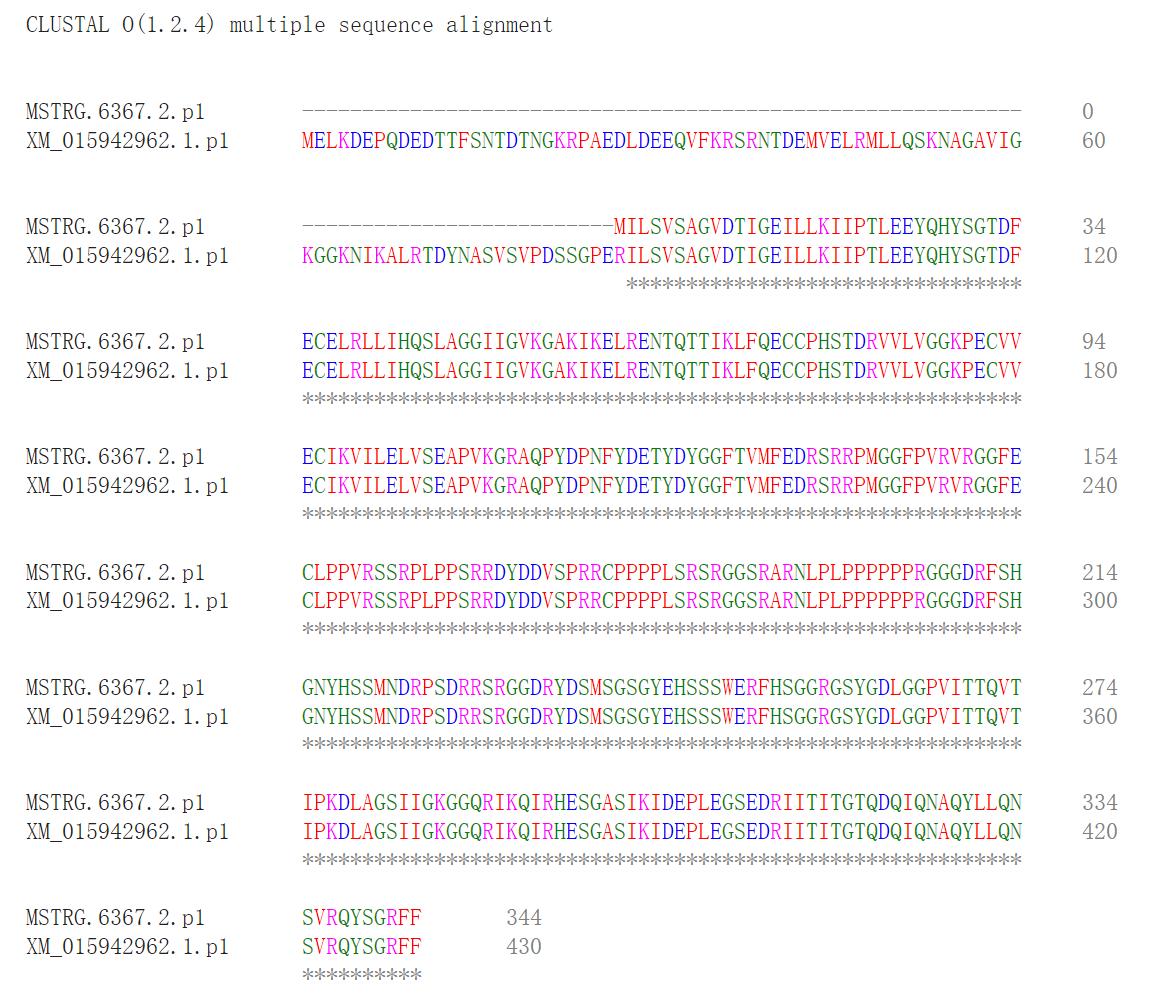 CLUSTAL O(1.2.4) multiple sequence alignment
MSTRG.6367.2.p1 ------------------------------------------------------------ 0
XM_015942962.1.p1 MELKDEPQDEDTTFSNTDTNGKRPAEDLDEEQVFKRSRNTDEMVELRMLLQSKNAGAVIG 60
MSTRG.6367.2.p1 --------------------------MILSVSAGVDTIGEILLKIIPTLEEYQHYSGTDF 34
XM_015942962.1.p1 KGGKNIKALRTDYNASVSVPDSSGPERILSVSAGVDTIGEILLKIIPTLEEYQHYSGTDF 120
*********************************
MSTRG.6367.2.p1 ECELRLLIHQSLAGGIIGVKGAKIKELRENTQTTIKLFQECCPHSTDRVVLVGGKPECVV 94
XM_015942962.1.p1 ECELRLLIHQSLAGGIIGVKGAKIKELRENTQTTIKLFQECCPHSTDRVVLVGGKPECVV 180
************************************************************
MSTRG.6367.2.p1 ECIKVILELVSEAPVKGRAQPYDPNFYDETYDYGGFTVMFEDRSRRPMGGFPVRVRGGFE 154
XM_015942962.1.p1 ECIKVILELVSEAPVKGRAQPYDPNFYDETYDYGGFTVMFEDRSRRPMGGFPVRVRGGFE 240
************************************************************
MSTRG.6367.2.p1 CLPPVRSSRPLPPSRRDYDDVSPRRCPPPPLSRSRGGSRARNLPLPPPPPPRGGGDRFSH 214
XM_015942962.1.p1 CLPPVRSSRPLPPSRRDYDDVSPRRCPPPPLSRSRGGSRARNLPLPPPPPPRGGGDRFSH 300
************************************************************
MSTRG.6367.2.p1 GNYHSSMNDRPSDRRSRGGDRYDSMSGSGYEHSSSWERFHSGGRGSYGDLGGPVITTQVT 274
XM_015942962.1.p1 GNYHSSMNDRPSDRRSRGGDRYDSMSGSGYEHSSSWERFHSGGRGSYGDLGGPVITTQVT 360
************************************************************
MSTRG.6367.2.p1 IPKDLAGSIIGKGGQRIKQIRHESGASIKIDEPLEGSEDRIITITGTQDQIQNAQYLLQN 334
XM_015942962.1.p1 IPKDLAGSIIGKGGQRIKQIRHESGASIKIDEPLEGSEDRIITITGTQDQIQNAQYLLQN 420
************************************************************
MSTRG.6367.2.p1 SVRQYSGRFF 344
XM_015942962.1.p1 SVRQYSGRFF 430
**********